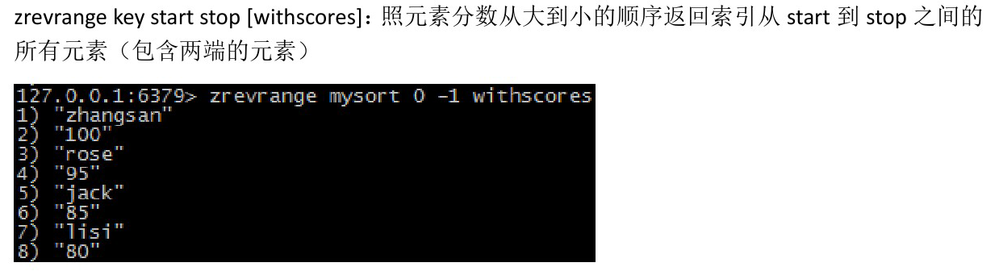 zrevrange key start stop [withscores]：照元素分数从大到小的顺序返回索引从 start 到 stop 之间的
所有元素（包含两端的元素）
127.0.0.1:6379> zrevrange mysort 0 -1 withscores
1) "zhangsan"
2) "100"
3) "rose"
4) "95"
5) "jack"
6) "85"
7) "lisi"
8) "80"